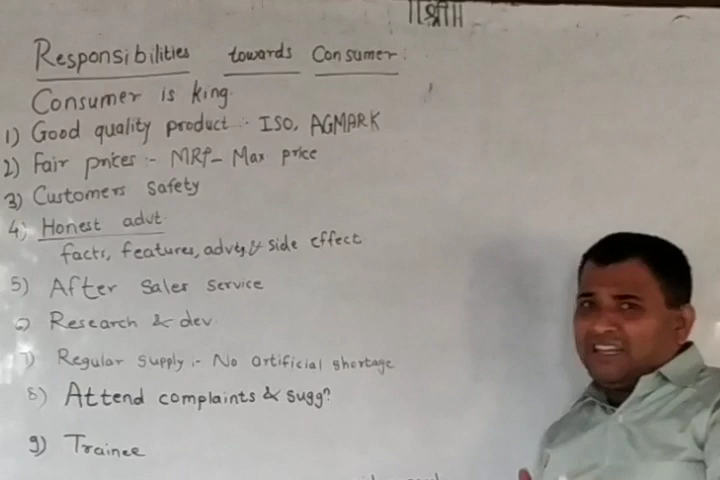 ॥श्री॥
Responsibilities towards Consumer:
Consumer is king.
1) Good quality product :- ISO, AGMARK
2) Fair prices :- MRP - Max price
3) Customers Safety
4) Honest advt.
facts, features, advtg & side effect
5) After Sales Service
6) Research & dev.
7) Regular Supply :- No artificial shortage
8) Attend complaints & sugg?
9) Trainee